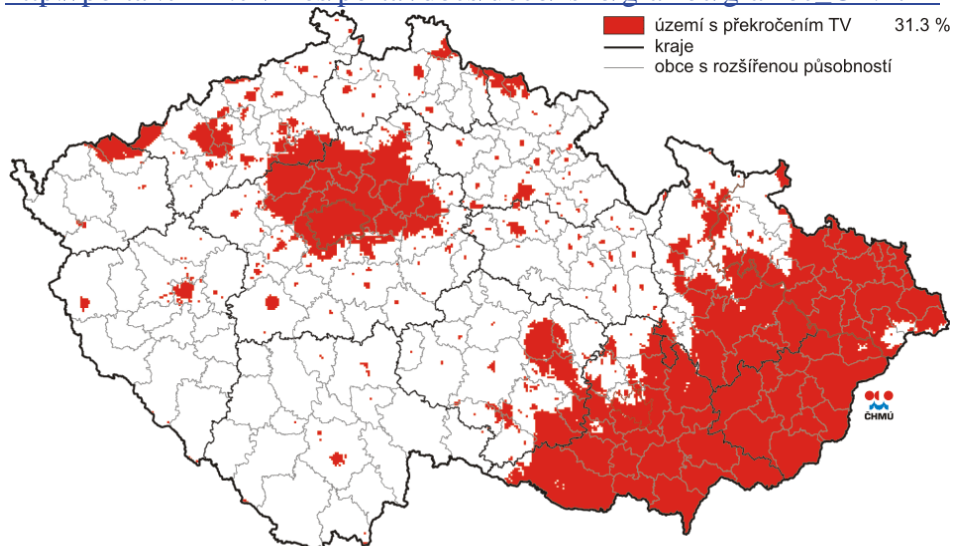 území s překročením TV 31.3 %
kraje
obce s rozšířenou působností
ČHMÚ